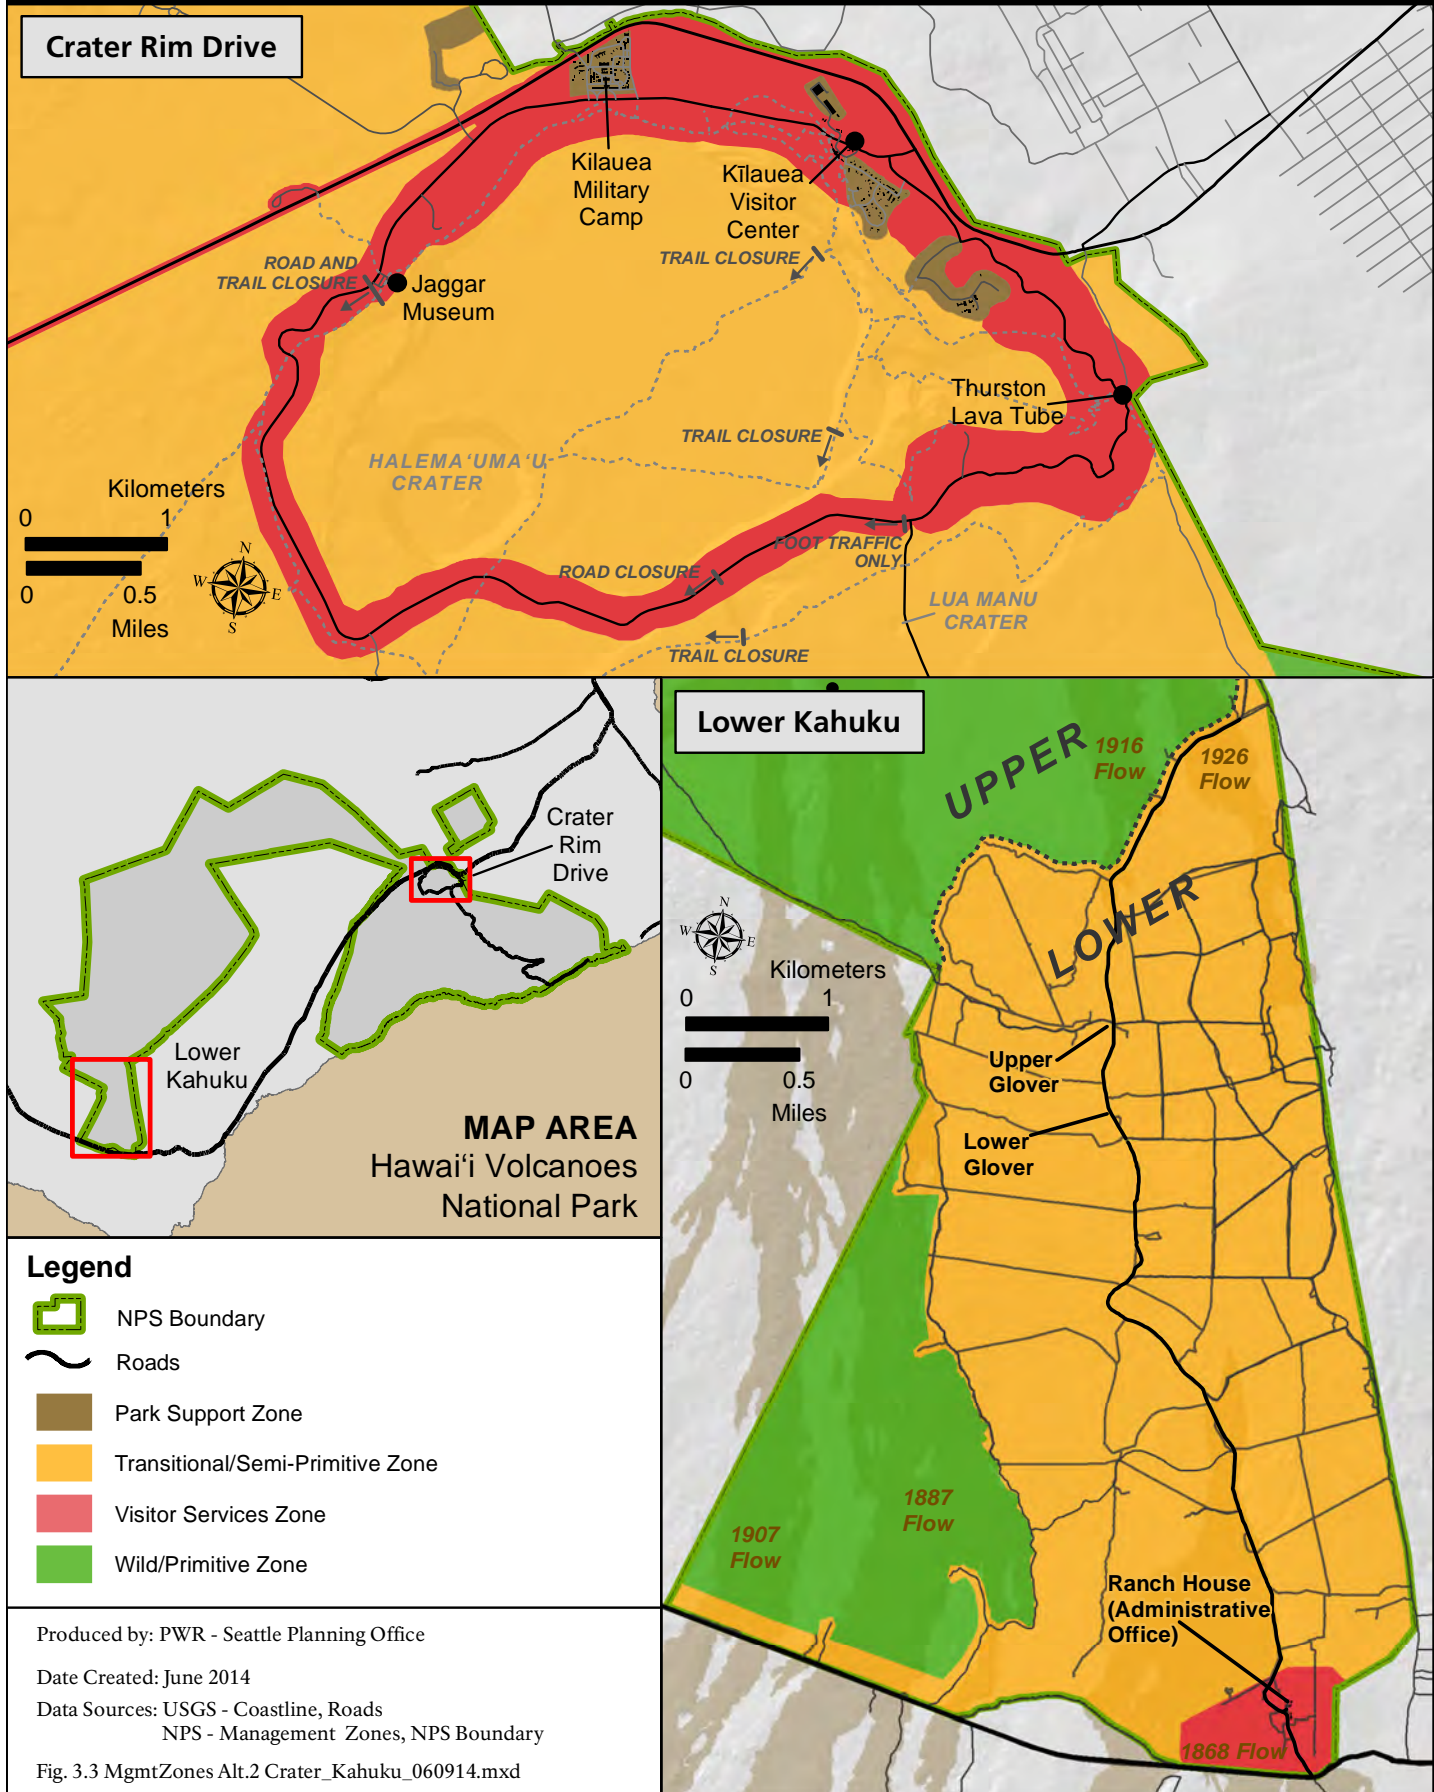 Crater Rim Drive
Kilauea
Military
Camp
Kīlauea
Visitor
Center
TRAIL CLOSURE
ROAD AND
TRAIL CLOSURE
Jaggar
Museum
Thurston
Lava Tube
TRAIL CLOSURE
HALEMA‘UMA‘U
CRATER
Kilometers
0 1
0 0.5
Miles
N
W E
S
FOOT TRAFFIC
ONLY
ROAD CLOSURE
LUA MANU
CRATER
TRAIL CLOSURE
Crater
Rim
Drive
Lower
Kahuku
MAP AREA
Hawai‘i Volcanoes
National Park
Lower Kahuku
UPPER
1916
Flow
1926
Flow
LOWER
N
W E
S
Kilometers
0 1
0 0.5
Miles
Upper
Glover
Lower
Glover
1887
Flow
1907
Flow
Ranch House
(Administrative
Office)
1868 Flow
Legend
NPS Boundary
Roads
Park Support Zone
Transitional/Semi-Primitive Zone
Visitor Services Zone
Wild/Primitive Zone
Produced by: PWR - Seattle Planning Office
Date Created: June 2014
Data Sources: USGS - Coastline, Roads
NPS - Management Zones, NPS Boundary
Fig. 3.3 MgmtZones Alt.2 Crater_Kahuku_060914.mxd